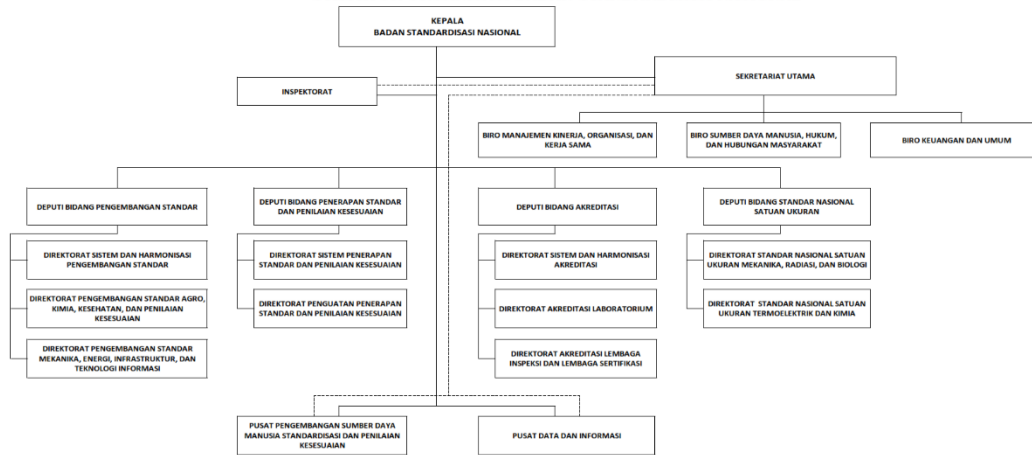 KEPALA
BADAN STANDARDISASI NASIONAL
SEKRETARIAT UTAMA
INSPEKTORAT
BIRO MANAJEMEN KINERJA, ORGANISASI, DAN
KERJA SAMA
BIRO SUMBER DAYA MANUSIA, HUKUM,
DAN HUBUNGAN MASYARAKAT
BIRO KEUANGAN DAN UMUM
DEPUTI BIDANG PENGEMBANGAN STANDAR
DEPUTI BIDANG PENERAPAN STANDAR
DAN PENILAIAN KESESUAIAN
DEPUTI BIDANG AKREDITASI
DEPUTI BIDANG STANDAR NASIONAL
SATUAN UKURAN
DIREKTORAT SISTEM DAN HARMONISASI
PENGEMBANGAN STANDAR
DIREKTORAT SISTEM PENERAPAN
STANDAR DAN PENILAIAN KESESUAIAN
DIREKTORAT SISTEM DAN HARMONISASI
AKREDITASI
DIREKTORAT STANDAR NASIONAL SATUAN
UKURAN MEKANIKA, RADIASI, DAN BIOLOGI
DIREKTORAT PENGEMBANGAN STANDAR AGRO,
KIMIA, KESEHATAN, DAN PENILAIAN
KESESUAIAN
DIREKTORAT PENGUATAN PENERAPAN
STANDAR DAN PENILAIAN KESESUAIAN
DIREKTORAT AKREDITASI LABORATORIUM
DIREKTORAT STANDAR NASIONAL SATUAN
UKURAN TERMOELEKTRIK DAN KIMIA
DIREKTORAT PENGEMBANGAN STANDAR
MEKANIKA, ENERGI, INFRASTRUKTUR, DAN
TEKNOLOGI INFORMASI
DIREKTORAT AKREDITASI LEMBAGA
INSPEKSI DAN LEMBAGA SERTIFIKASI
PUSAT PENGEMBANGAN SUMBER DAYA
MANUSIA STANDARDISASI DAN PENILAIAN
KESESUAIAN
PUSAT DATA DAN INFORMASI